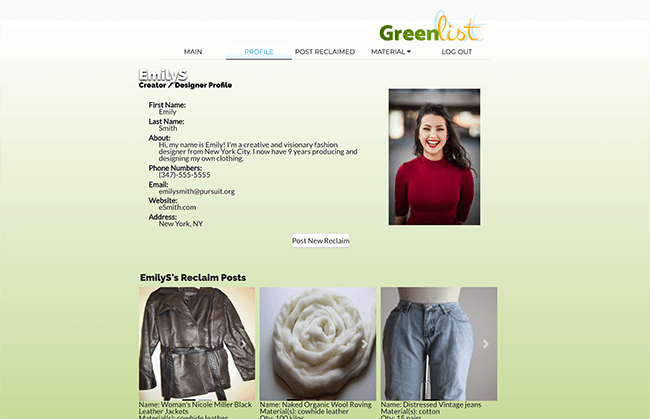 Greenlist
MAIN
PROFILE
POST RECLAIMED
MATERIAL
LOG OUT
EmilyS
Creator / Designer Profile
First Name:
Emily
Last Name:
Smith
About:
Hi, my name is Emily! I'm a creative and visionary fashion
designer from New York City. I now have 9 years producing and
designing my own clothing.
Phone Numbers:
(347)-555-5555
Email:
emilysmith@pursuit.org
Website:
eSmith.com
Address:
New York, NY
Post New Reclaim
EmilyS's Reclaim Posts
Name: Woman's Nicole Miller Black
Leather Jackets
Material(s): cowhide leather
Name: Naked Organic Wool Roving
Material(s): cowhide leather
Qty: 100 kilos
Name: Distressed Vintage jeans
Material(s): cotton
Qty: 15 pairs